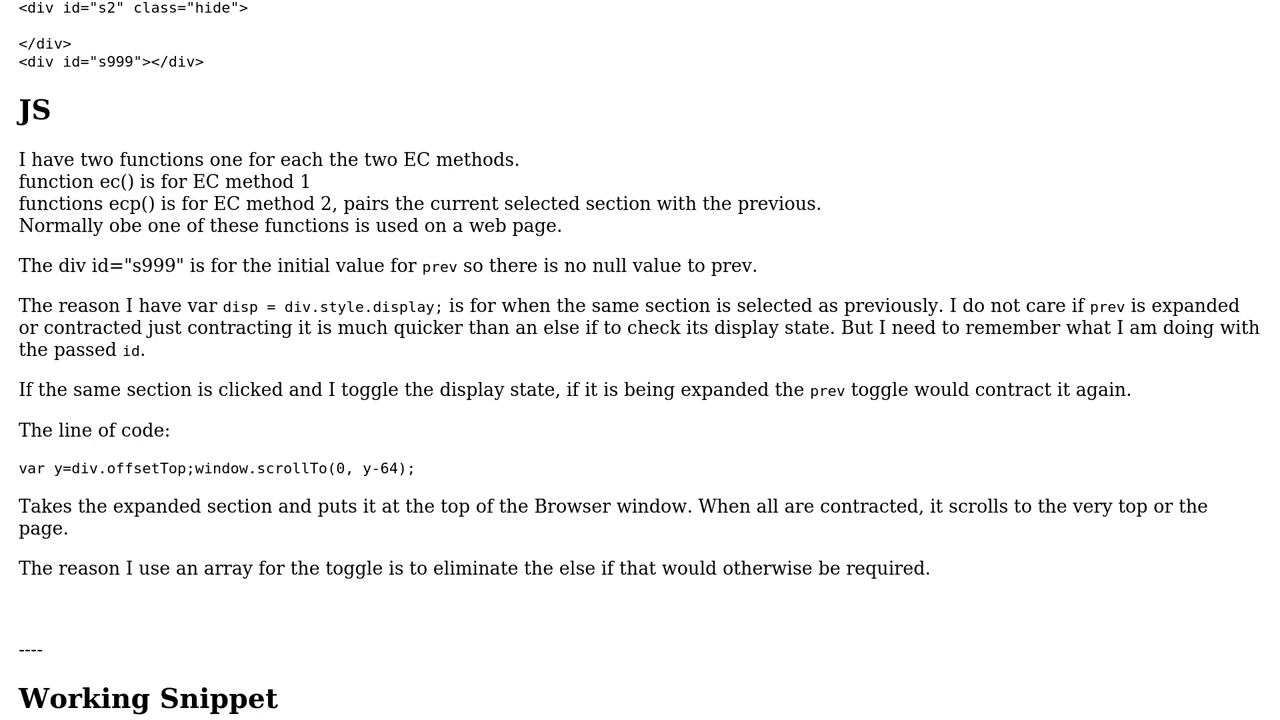 <div id="s2" class="hide">
</div>
<div id="s999"></div>
JS
I have two functions one for each the two EC methods.
function ec() is for EC method 1
functions ecp() is for EC method 2, pairs the current selected section with the previous.
Normally obe one of these functions is used on a web page.
The div id="s999" is for the initial value for prev so there is no null value to prev.
The reason I have var disp = div.style.display; is for when the same section is selected as previously. I do not care if prev is expanded
or contracted just contracting it is much quicker than an else if to check its display state. But I need to remember what I am doing with
the passed id.
If the same section is clicked and I toggle the display state, if it is being expanded the prev toggle would contract it again.
The line of code:
var y=div.offsetTop;window.scrollTo(0, y-64);
Takes the expanded section and puts it at the top of the Browser window. When all are contracted, it scrolls to the very top or the
page.
The reason I use an array for the toggle is to eliminate the else if that would otherwise be required.
----
Working Snippet